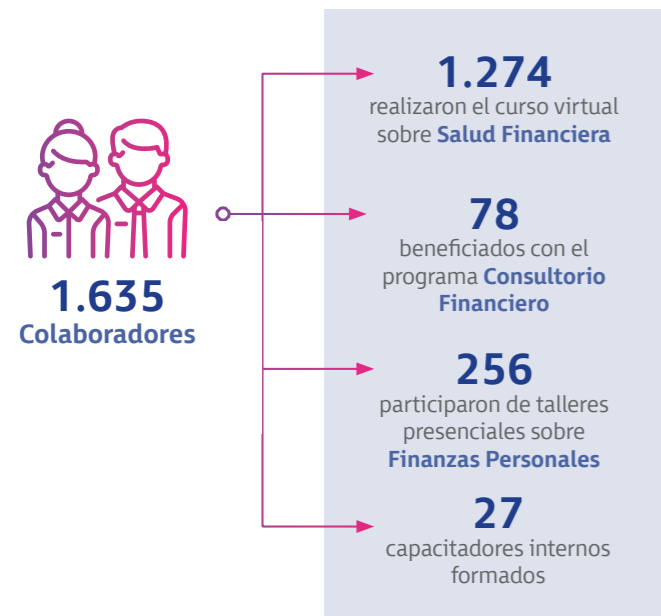 1.635
Colaboradores
1.274
realizaron el curso virtual
sobre Salud Financiera
78
beneficiados con el
programa Consultorio
Financiero
256
participaron de talleres
presenciales sobre
Finanzas Personales
27
capacitadores internos
formados